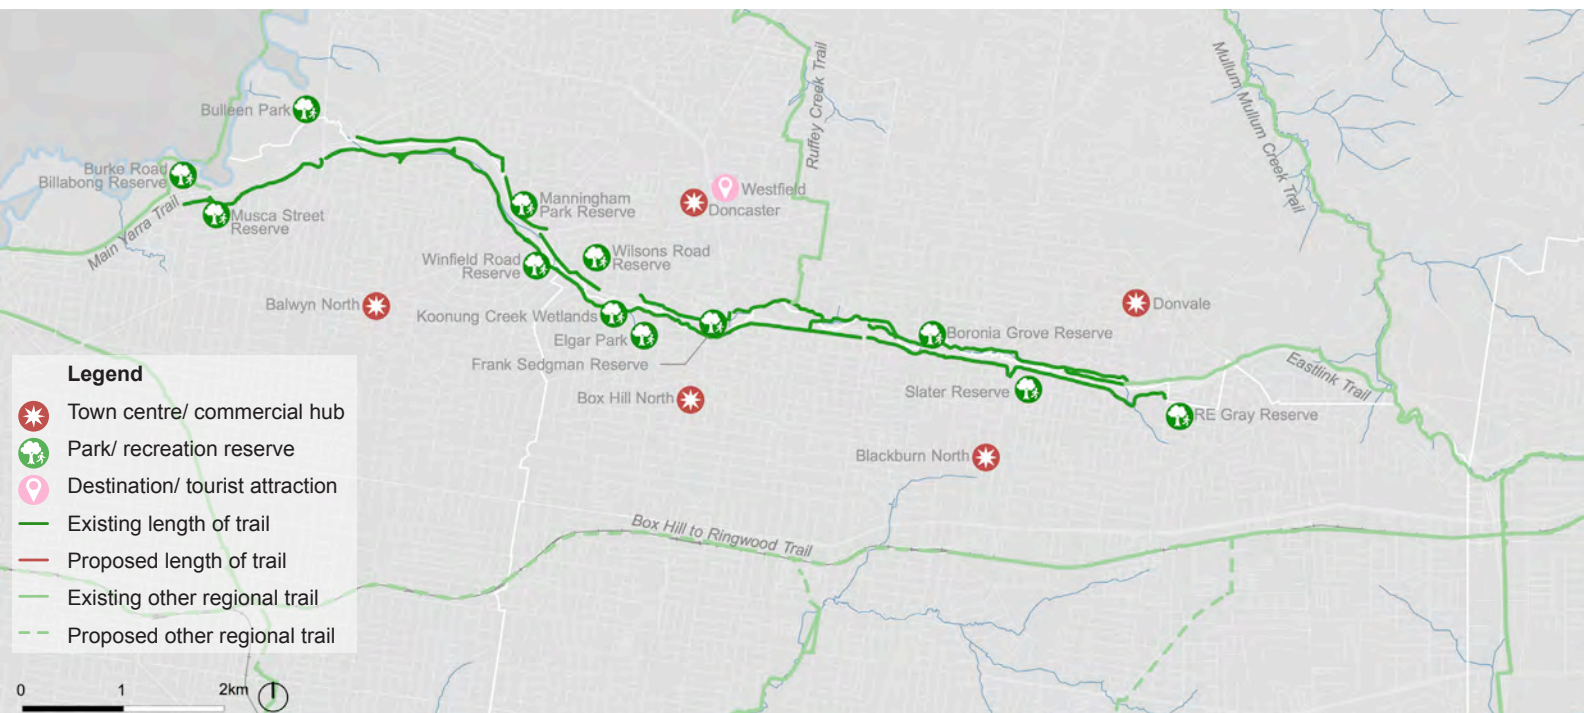 Bulleen Park
Burke Road
Billabong Reserve
Main Yarra Trail
Musca Street
Reserve
Manningham
Park Reserve
Westfield
Doncaster
Ruffey Creek Trail
Mullum Mullum Creek Trail
Winfield Road
Reserve
Wilsons Road
Reserve
Balwyn North
Koonung Creek Wetlands
Elgar Park
Frank Sedgman Reserve
Donvale
Boronia Grove Reserve
Eastlink Trail
Box Hill North
Slater Reserve
RE Gray Reserve
Blackburn North
Box Hill to Ringwood Trail
Legend
Town centre/ commercial hub
Park/ recreation reserve
Destination/ tourist attraction
Existing length of trail
Proposed length of trail
Existing other regional trail
Proposed other regional trail
0 1 2km